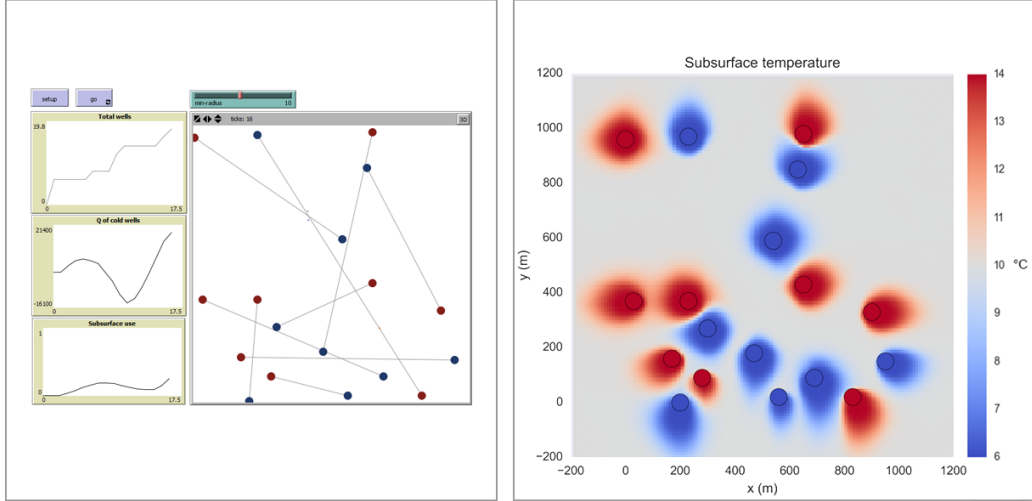 setup
go
min-radius 10
Total wells
19.8
0
0 17.5
Q of cold wells
21400
-16100
0 17.5
Subsurface use
1
0
0 17.5
ticks: 16
3D
Subsurface temperature
1200
1000
800
600
400
200
0
−200
y (m)
−200 0 200 400 600 800 1000 1200
x (m)
14
13
12
11
10
9
8
7
6
°C